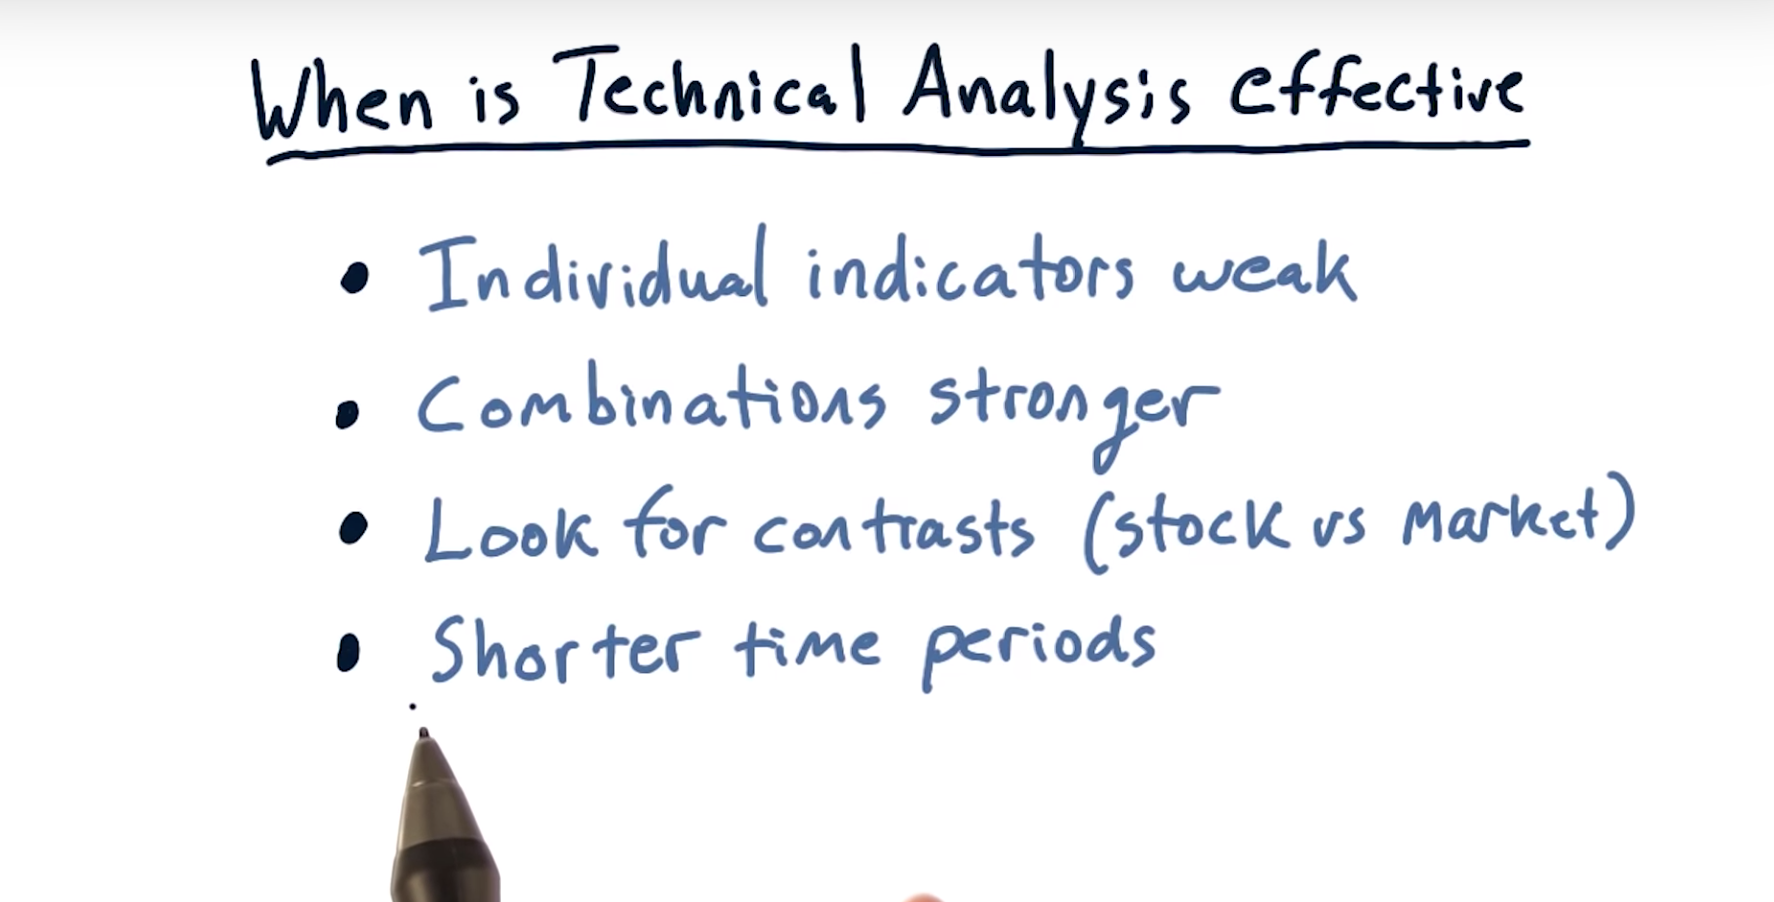 When is Technical Analysis effective
• Individual indicators weak
• Combinations stronger
• Look for contrasts (stock vs market)
• Shorter time periods